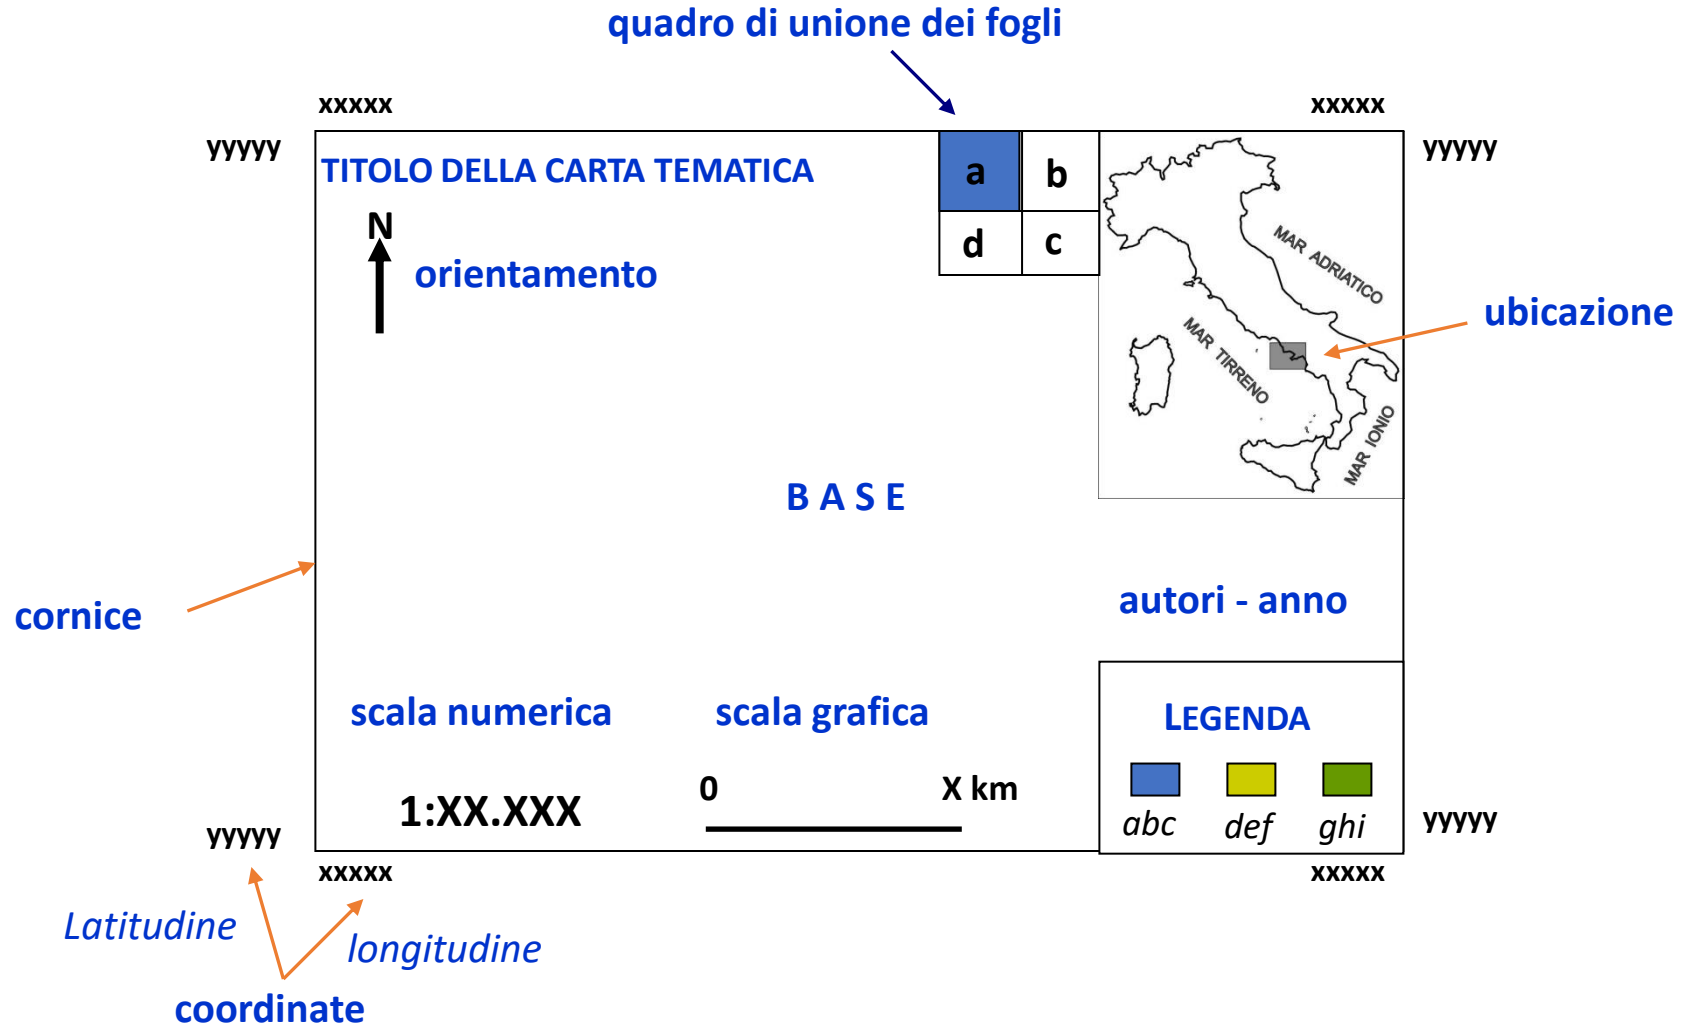 quadro di unione dei fogli
xxxxx
xxxxx
yyyyy
yyyyy
TITOLO DELLA CARTA TEMATICA
a
b
d
c
N
orientamento
MAR ADRIATICO
MAR TIRRENO
MAR IONIO
ubicazione
BASE
cornice
autori - anno
scala numerica
scala grafica
LEGENDA
1:XX.XXX
0
X km
abc
def
ghi
yyyyy
yyyyy
xxxxx
xxxxx
Latitudine
longitudine
coordinate